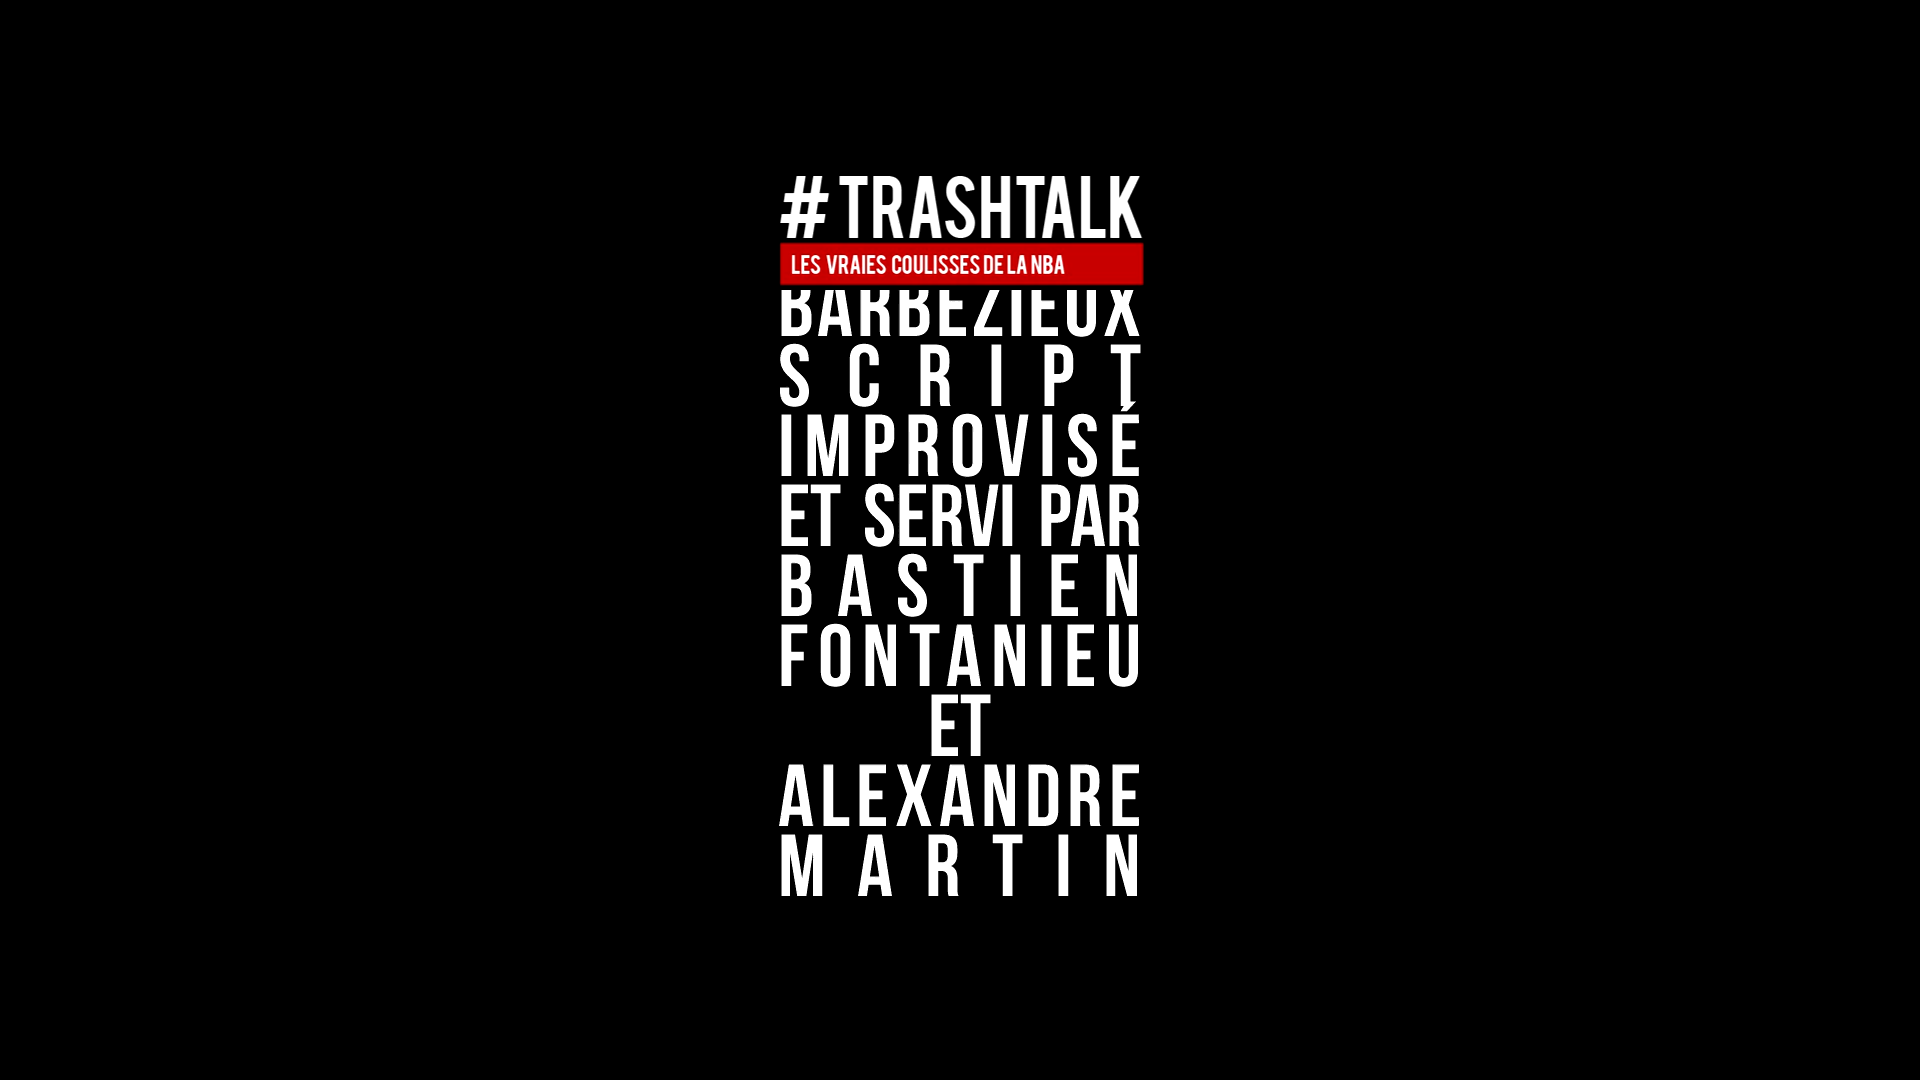 #TRASHTALK
LES VRAIES COULISSES DE LA NBA
BARBEZIEUX
SCRIPT
IMPROVISÉ
ET SERVI PAR
BASTIEN
FONTANIEU
ET
ALEXANDRE
MARTIN